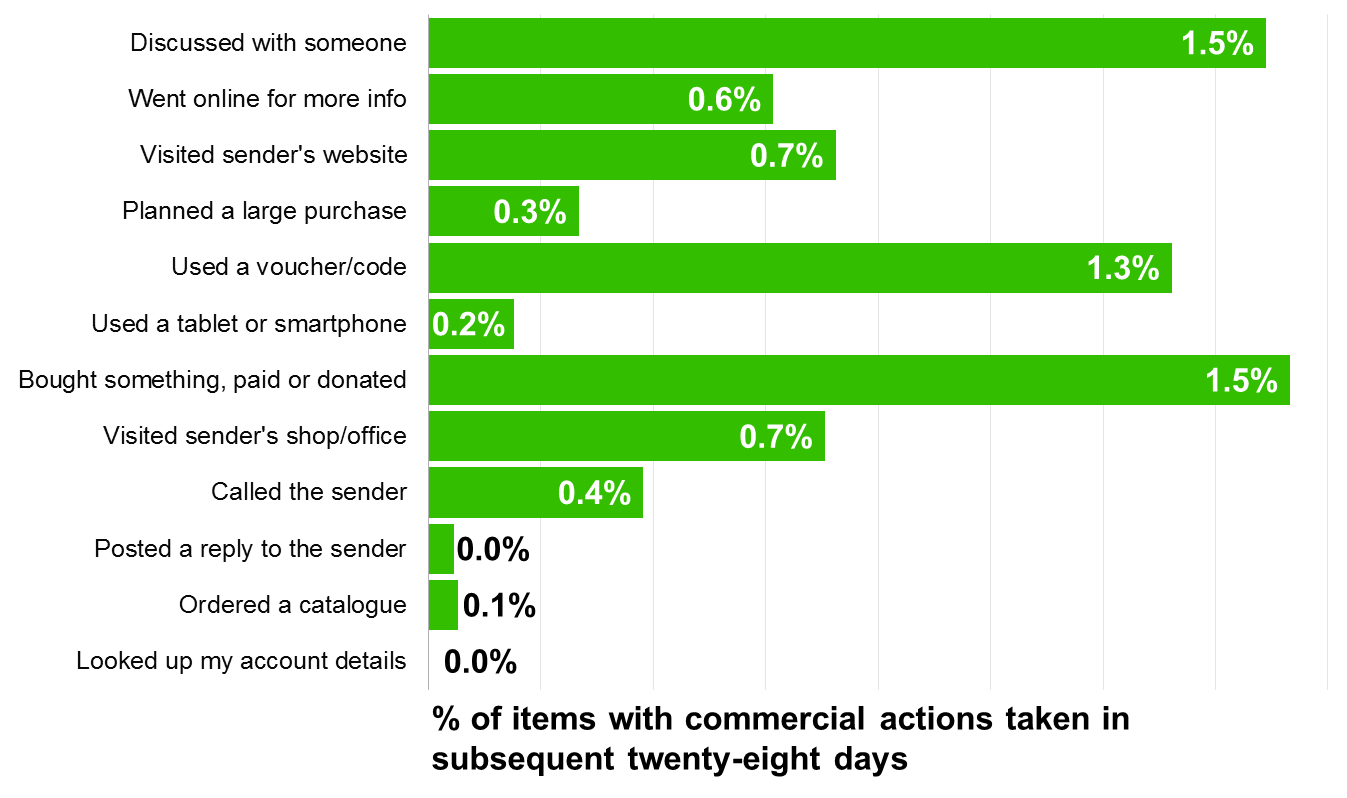 Discussed with someone 1.5%
Went online for more info 0.6%
Visited sender's website 0.7%
Planned a large purchase 0.3%
Used a voucher/code 1.3%
Used a tablet or smartphone 0.2%
Bought something, paid or donated 1.5%
Visited sender's shop/office 0.7%
Called the sender 0.4%
Posted a reply to the sender 0.0%
Ordered a catalogue 0.1%
Looked up my account details 0.0%
% of items with commercial actions taken in
subsequent twenty-eight days